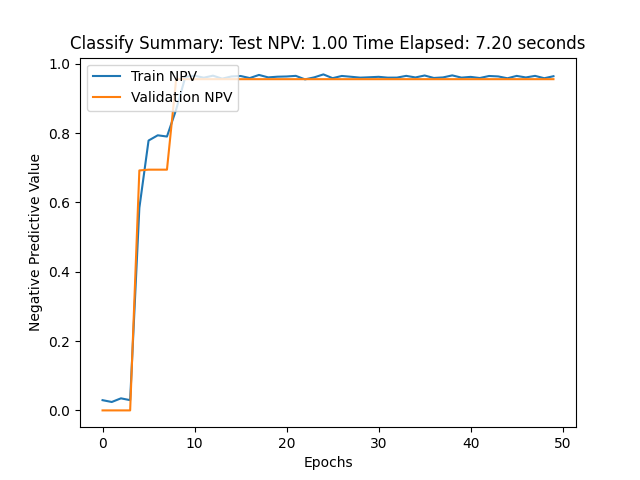 Classify Summary: Test NPV: 1.00 Time Elapsed: 7.20 seconds
1.0
0.8
0.6
0.4
0.2
0.0
Negative Predictive Value
Train NPV
Validation NPV
0 10 20 30 40 50
Epochs